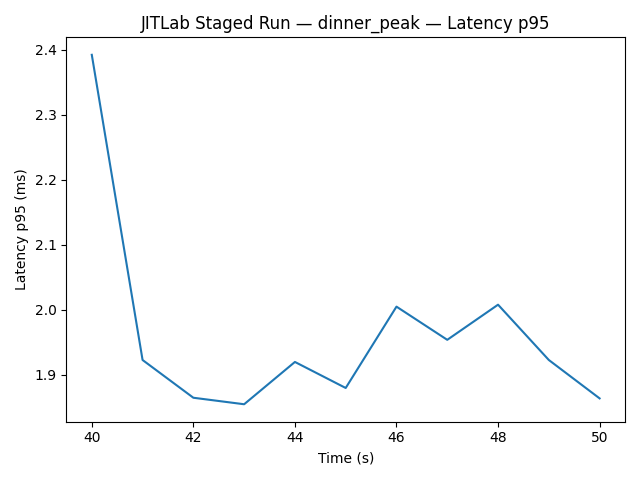 JITLab Staged Run — dinner_peak — Latency p95
2.4
2.3
2.2
2.1
2.0
1.9
Latency p95 (ms)
40 42 44 46 48 50
Time (s)